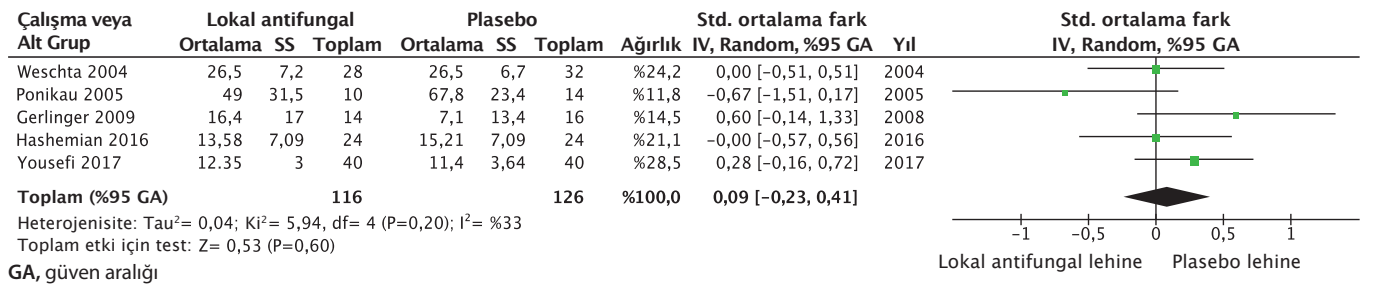 Çalışma veya Lokal antifungal Plasebo Std. ortalama fark Std. ortalama fark
Alt Grup Ortalama SS Toplam Ortalama SS Toplam Ağırlık IV, Random, %95 GA Yıl IV, Random, %95 GA
Weschta 2004 26,5 7,2 28 26,5 6,7 32 %24,2 0,00 [−0,51, 0,51] 2004
Ponikau 2005 49 31,5 10 67,8 23,4 14 %11,8 −0,67 [−1,51, 0,17] 2005
Gerlinger 2009 16,4 17 14 7,1 13,4 16 %14,5 0,60 [−0,14, 1,33] 2008
Hashemian 2016 13,58 7,09 24 15,21 7,09 24 %21,1 −0,00 [−0,57, 0,56] 2016
Yousefi 2017 12.35 3 40 11,4 3,64 40 %28,5 0,28 [−0,16, 0,72] 2017
Toplam (%95 GA) 116 126 %100,0 0,09 [−0,23, 0,41]
Heterojenisite: Tau²= 0,04; Ki²= 5,94, df= 4 (P=0,20); I²= %33
Toplam etki için test: Z= 0,53 (P=0,60)
−1 −0,5 0 0,5 1
Lokal antifungal lehine Plasebo lehine
GA, güven aralığı